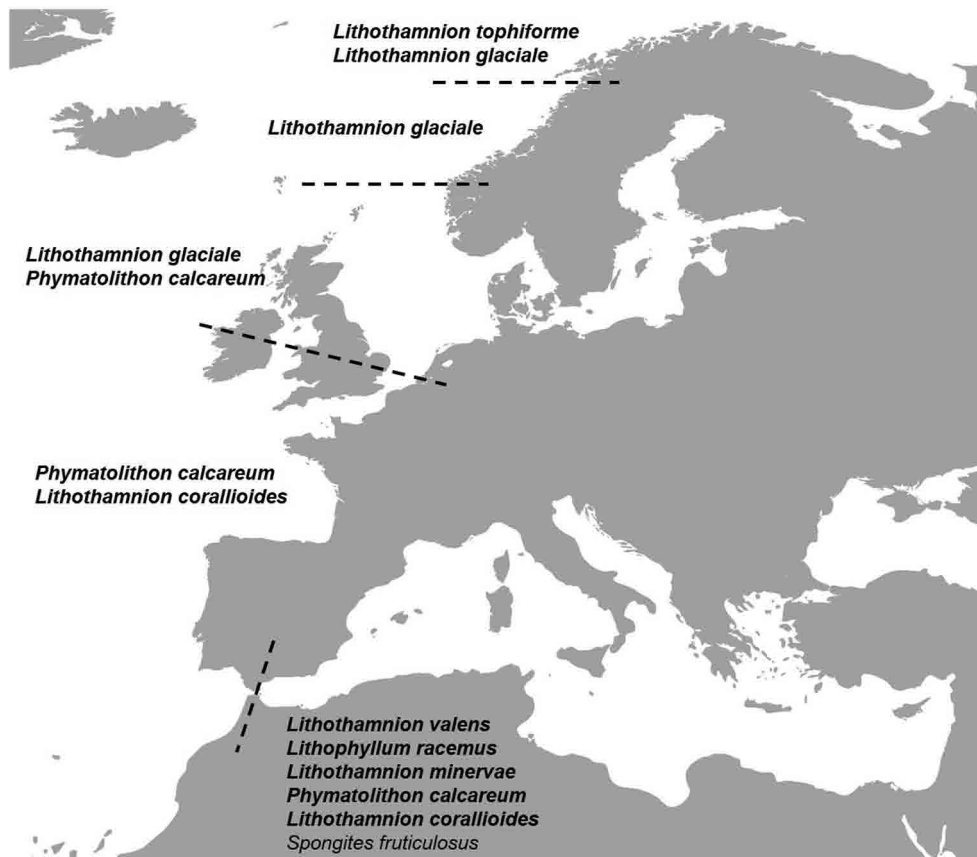 Lithothamnion tophiforme
Lithothamnion glaciale
Lithothamnion glaciale
Lithothamnion glaciale
Phymatolithon calcareum
Phymatolithon calcareum
Lithothamnion corallioides
Lithothamnion valens
Lithophyllum racemus
Lithothamnion minervae
Phymatolithon calcareum
Lithothamnion corallioides
Spongites fruticulosus